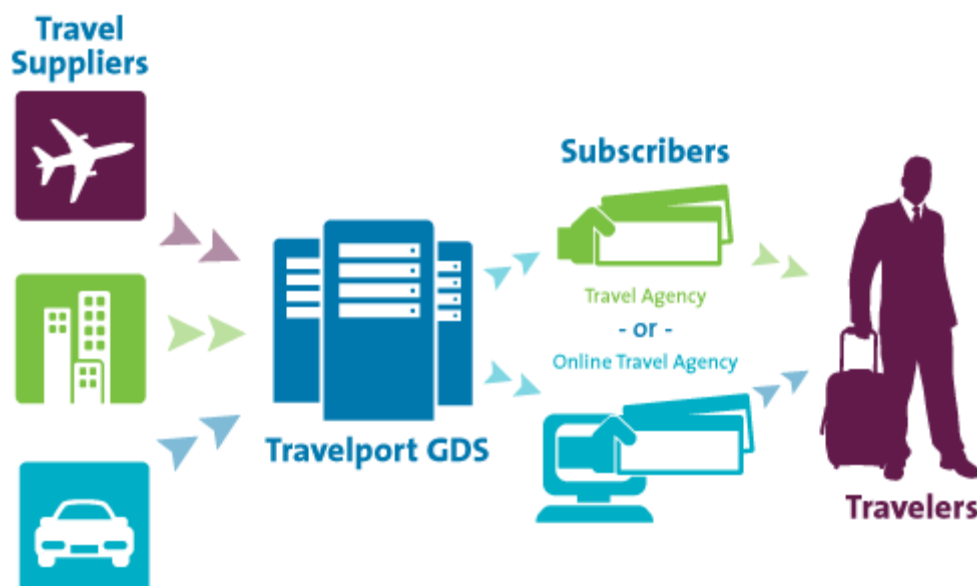 Travel
Suppliers
Subscribers
Travel Agency
- or -
Online Travel Agency
Travelport GDS
Travelers